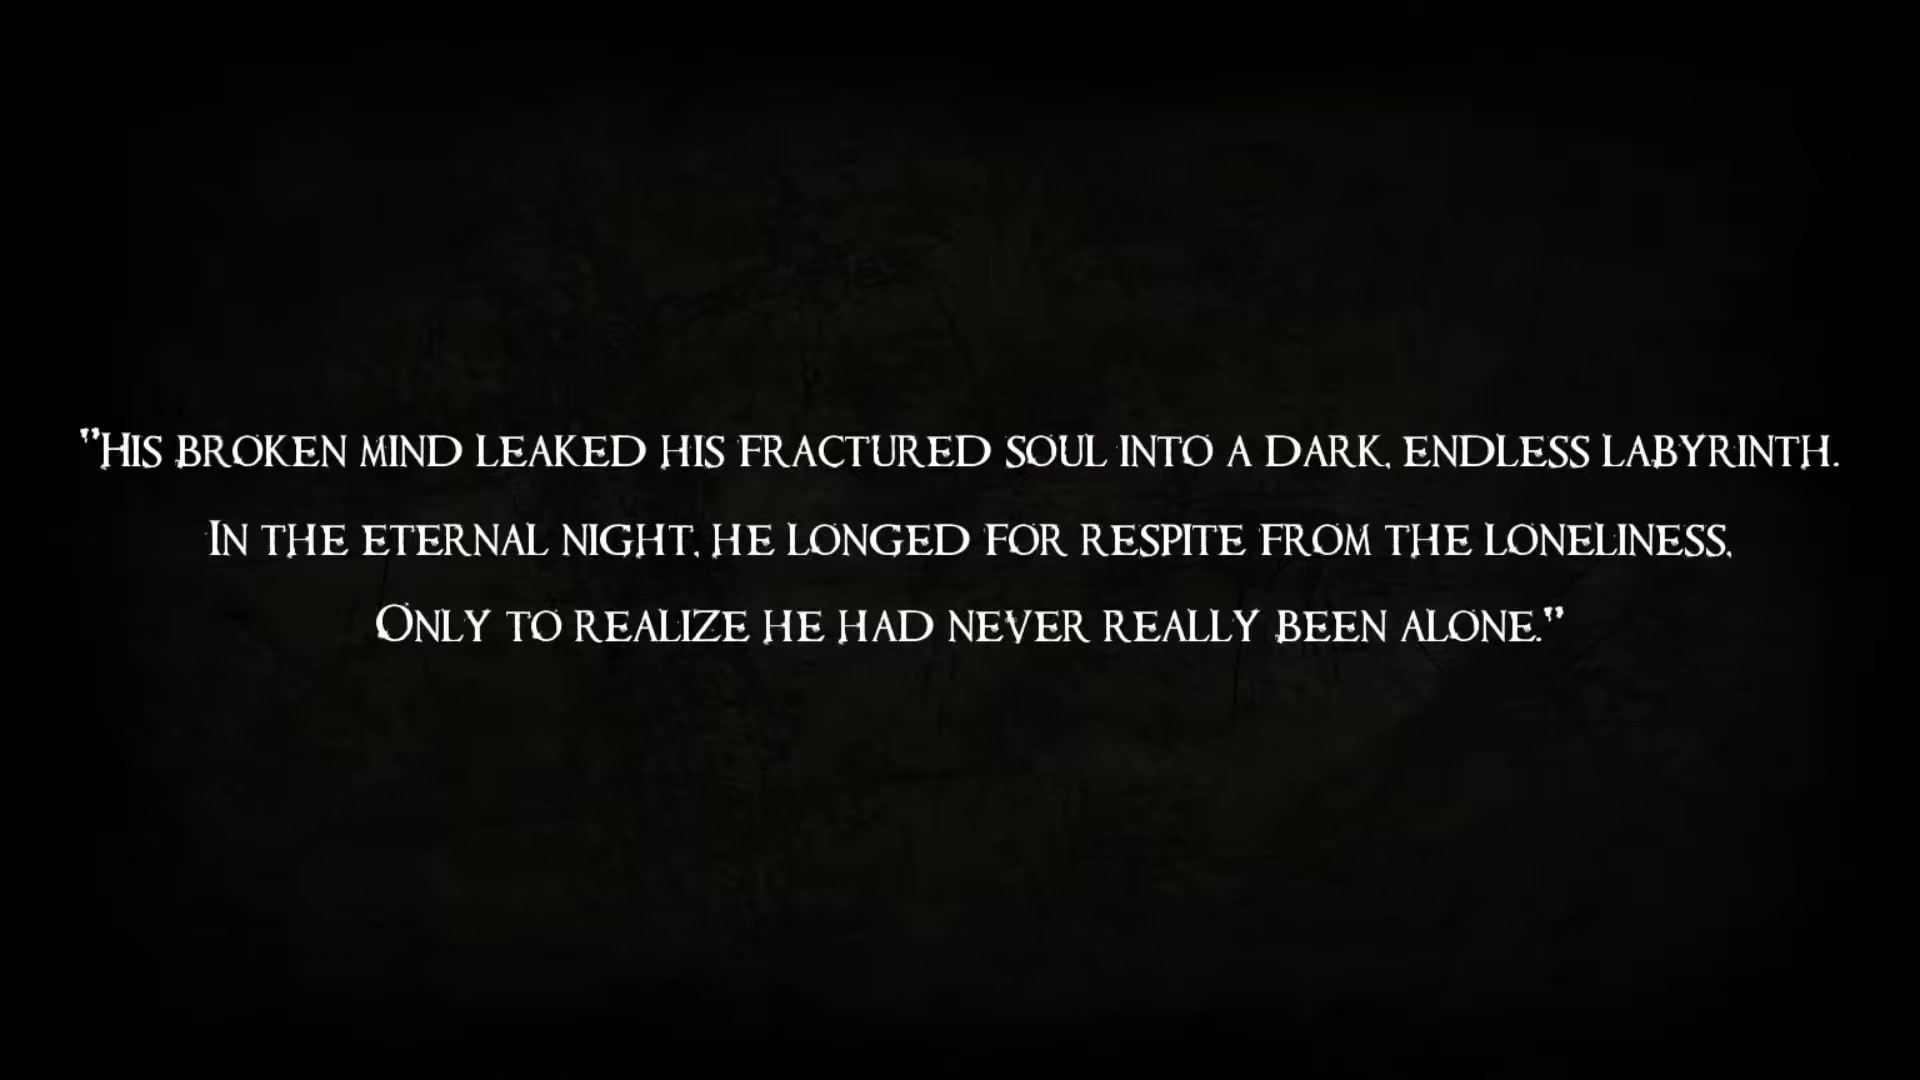 "His broken mind leaked his fractured soul into a dark, endless labyrinth.
In the eternal night, he longed for respite from the loneliness,
Only to realize he had never really been alone."